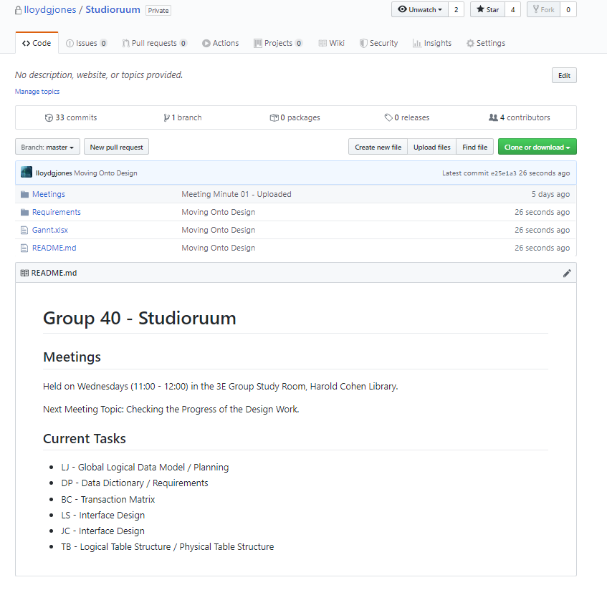 lloydgjones / Studioruum Private
Unwatch 2 Star 4 Fork 0
Code Issues 0 Pull requests 0 Actions Projects 0 Wiki Security Insights Settings
No description, website, or topics provided. Edit
Manage topics
33 commits 1 branch 0 packages 0 releases 4 contributors
Branch: master New pull request Create new file Upload files Find file Clone or download
lloydgjones Moving Onto Design Latest commit a25e1a3 26 seconds ago
Meetings Meeting Minute 01 - Uploaded 5 days ago
Requirements Moving Onto Design 26 seconds ago
Gannt.xlsx Moving Onto Design 26 seconds ago
README.md Moving Onto Design 26 seconds ago
README.md
Group 40 - Studioruum
Meetings
Held on Wednesdays (11:00 - 12:00) in the 3E Group Study Room, Harold Cohen Library.
Next Meeting Topic: Checking the Progress of the Design Work.
Current Tasks
LJ - Global Logical Data Model / Planning
DP - Data Dictionary / Requirements
BC - Transaction Matrix
LS - Interface Design
JC - Interface Design
TB - Logical Table Structure / Physical Table Structure